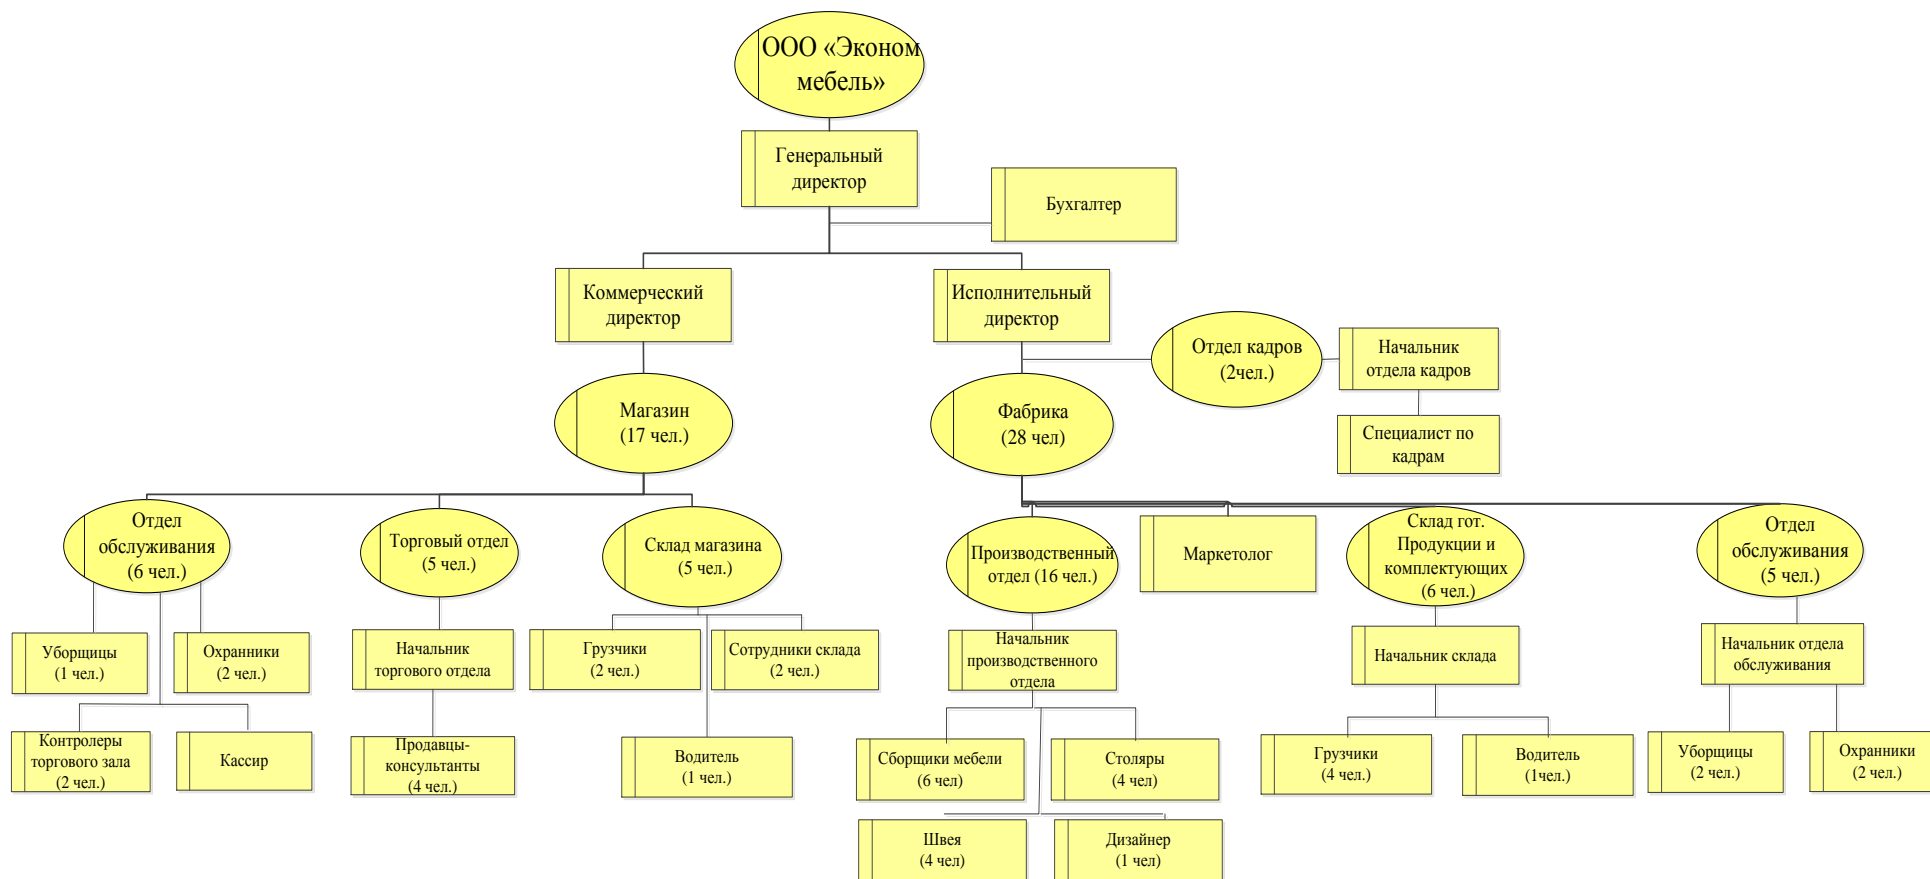 ООО «Эконом
мебель»
Генеральный
директор
Бухгалтер
Коммерческий
директор
Исполнительный
директор
Отдел кадров
(2чел.)
Начальник
отдела кадров
Специалист по
кадрам
Магазин
(17 чел.)
Фабрика
(28 чел)
Отдел
обслуживания
(6 чел.)
Торговый отдел
(5 чел.)
Склад магазина
(5 чел.)
Производственный
отдел (16 чел.)
Маркетолог
Склад гот.
Продукции и
комплектующих
(6 чел.)
Отдел
обслуживания
(5 чел.)
Уборщицы
(1 чел.)
Охранники
(2 чел.)
Начальник
торгового отдела
Грузчики
(2 чел.)
Сотрудники склада
(2 чел.)
Начальник
производственного
отдела
Начальник склада
Начальник отдела
обслуживания
Контролеры
торгового зала
(2 чел.)
Кассир
Продавцы-
консультанты
(4 чел.)
Водитель
(1 чел.)
Сборщики мебели
(6 чел)
Столяры
(4 чел.)
Грузчики
(4 чел.)
Водитель
(1чел.)
Уборщицы
(2 чел.)
Охранники
(2 чел.)
Швея
(4 чел)
Дизайнер
(1 чел)